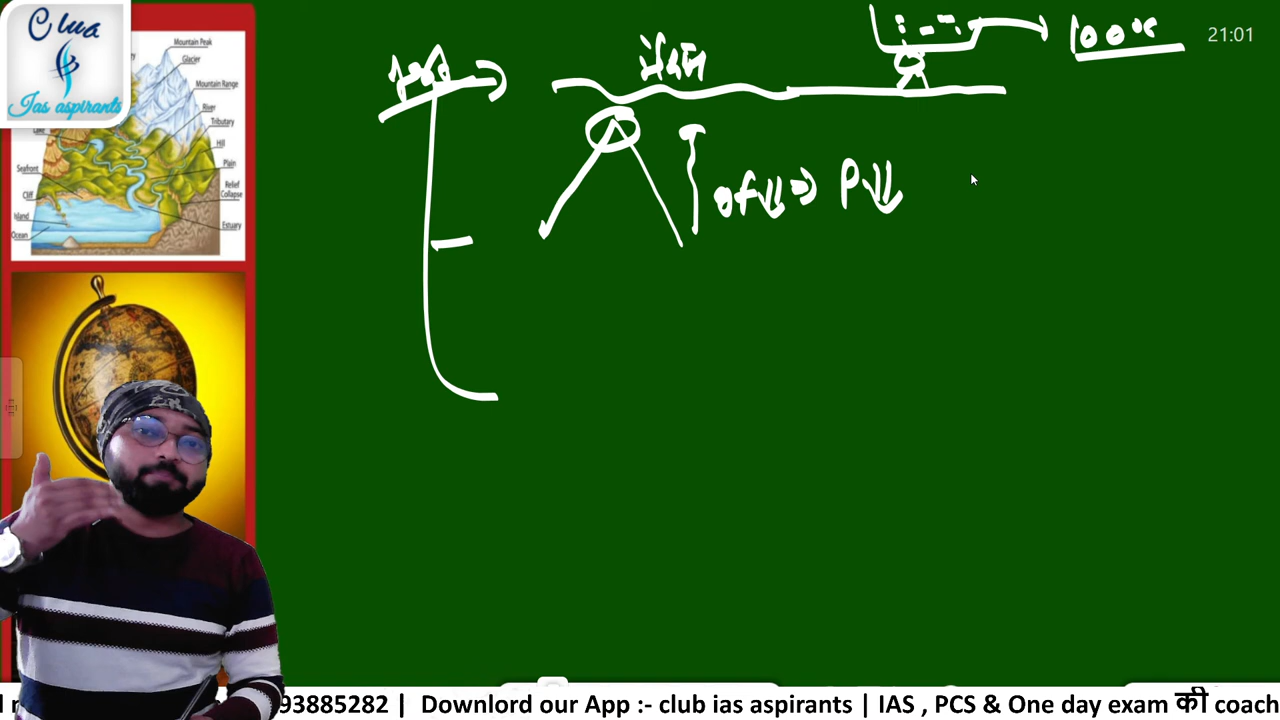 Club
Ias aspirants
Mountain Peak
Glacier
Mountain Range
River
Tributary
Hill
Plain
Seafront
Relief
Collapse
Cliff
Island
Estuary
Ocean
21:01
100°C
P↓↓
93885282 | Downlord our App :- club ias aspirants | IAS , PCS & One day exam की coach